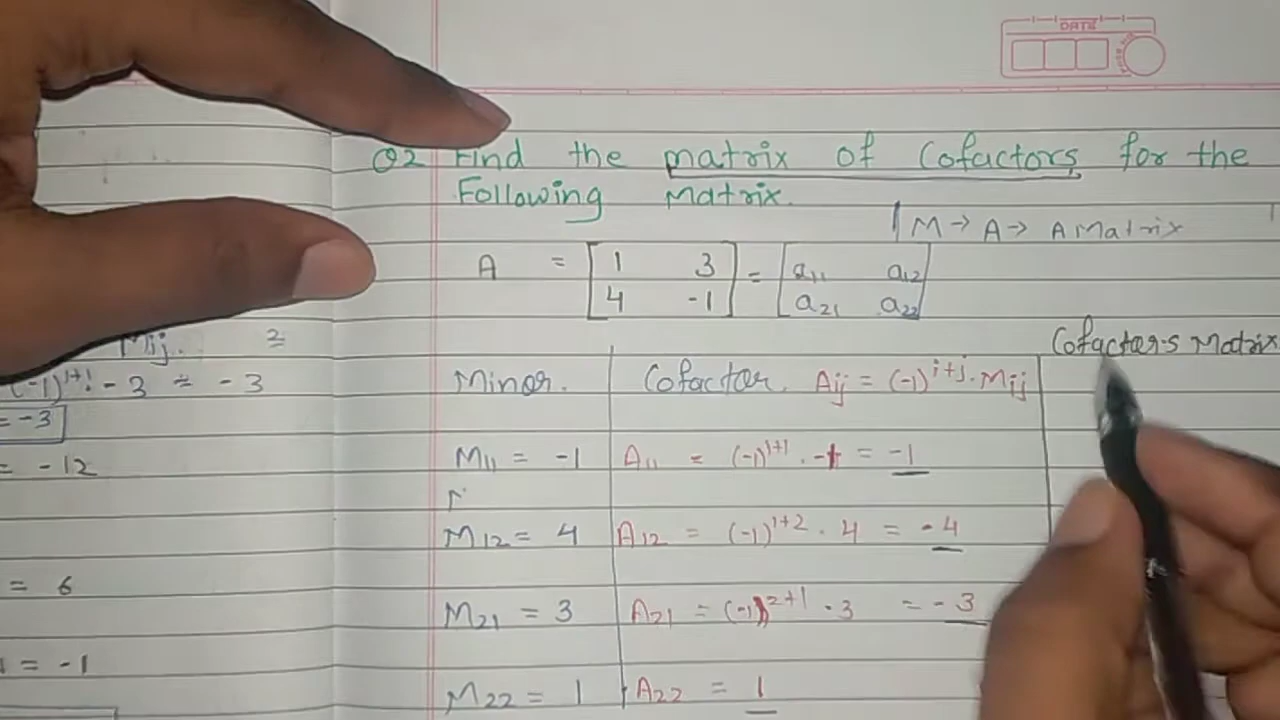 DATE
Q2 Find the matrix of Cofactors, for the
Following Matrix.
M → A → A Matrix
A = [ 1 3 ] = [ a11 a12 ]
[ 4 -1 ] [ a21 a22 ]
Mij.
(-1)^1+1 . -3 = -3
= -3
= -12
= 6
= -1
Minor. Cofactor. Aij = (-1)^i+j . Mij Cofactors Matrix
M11 = -1 A11 = (-1)^1+1 . -1 = -1
M12 = 4 A12 = (-1)^1+2 . 4 = -4
M21 = 3 A21 = (-1)^2+1 . 3 = -3
M22 = 1 A22 = 1